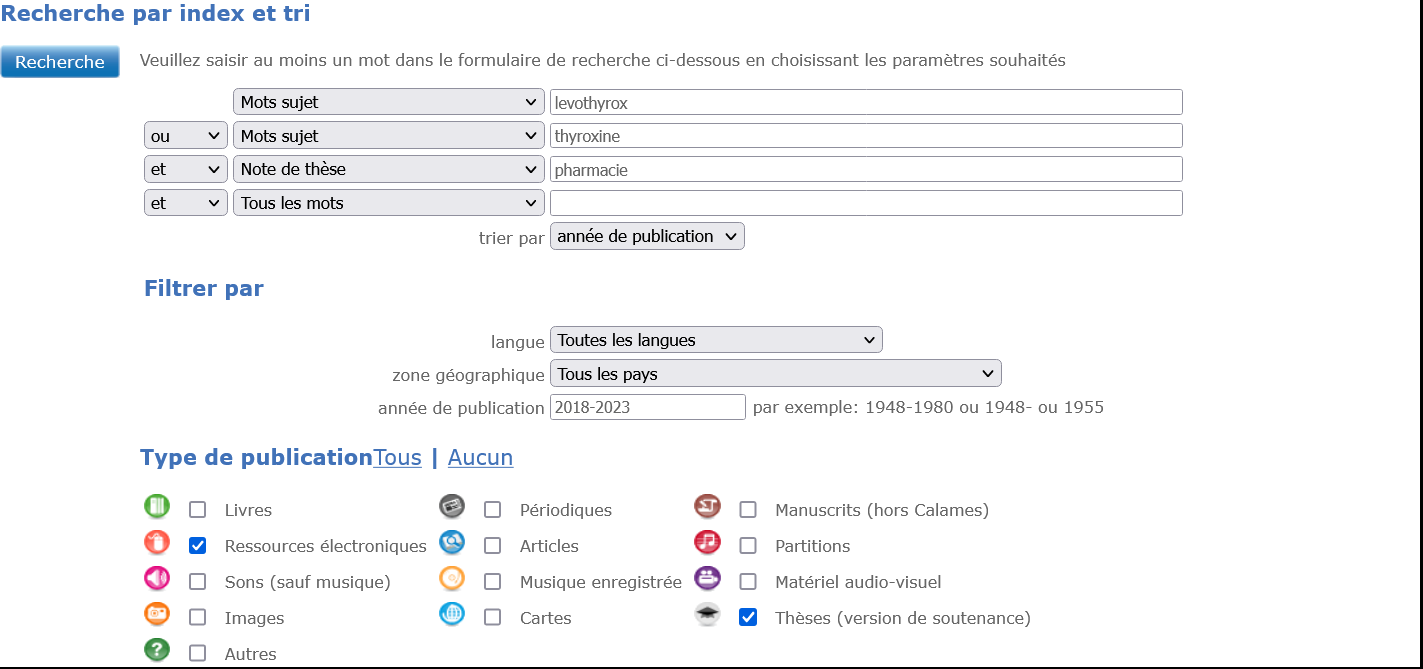 Recherche par index et tri
Recherche Veuillez saisir au moins un mot dans le formulaire de recherche ci-dessous en choisissant les paramètres souhaités
Mots sujet levothyrox
ou Mots sujet thyroxine
et Note de thèse pharmacie
et Tous les mots
trier par année de publication
Filtrer par
langue Toutes les langues
zone géographique Tous les pays
année de publication 2018-2023 par exemple: 1948-1980 ou 1948- ou 1955
Type de publicationTous | Aucun
Livres Périodiques Manuscrits (hors Calames)
Ressources électroniques Articles Partitions
Sons (sauf musique) Musique enregistrée Matériel audio-visuel
Images Cartes Thèses (version de soutenance)
? Autres